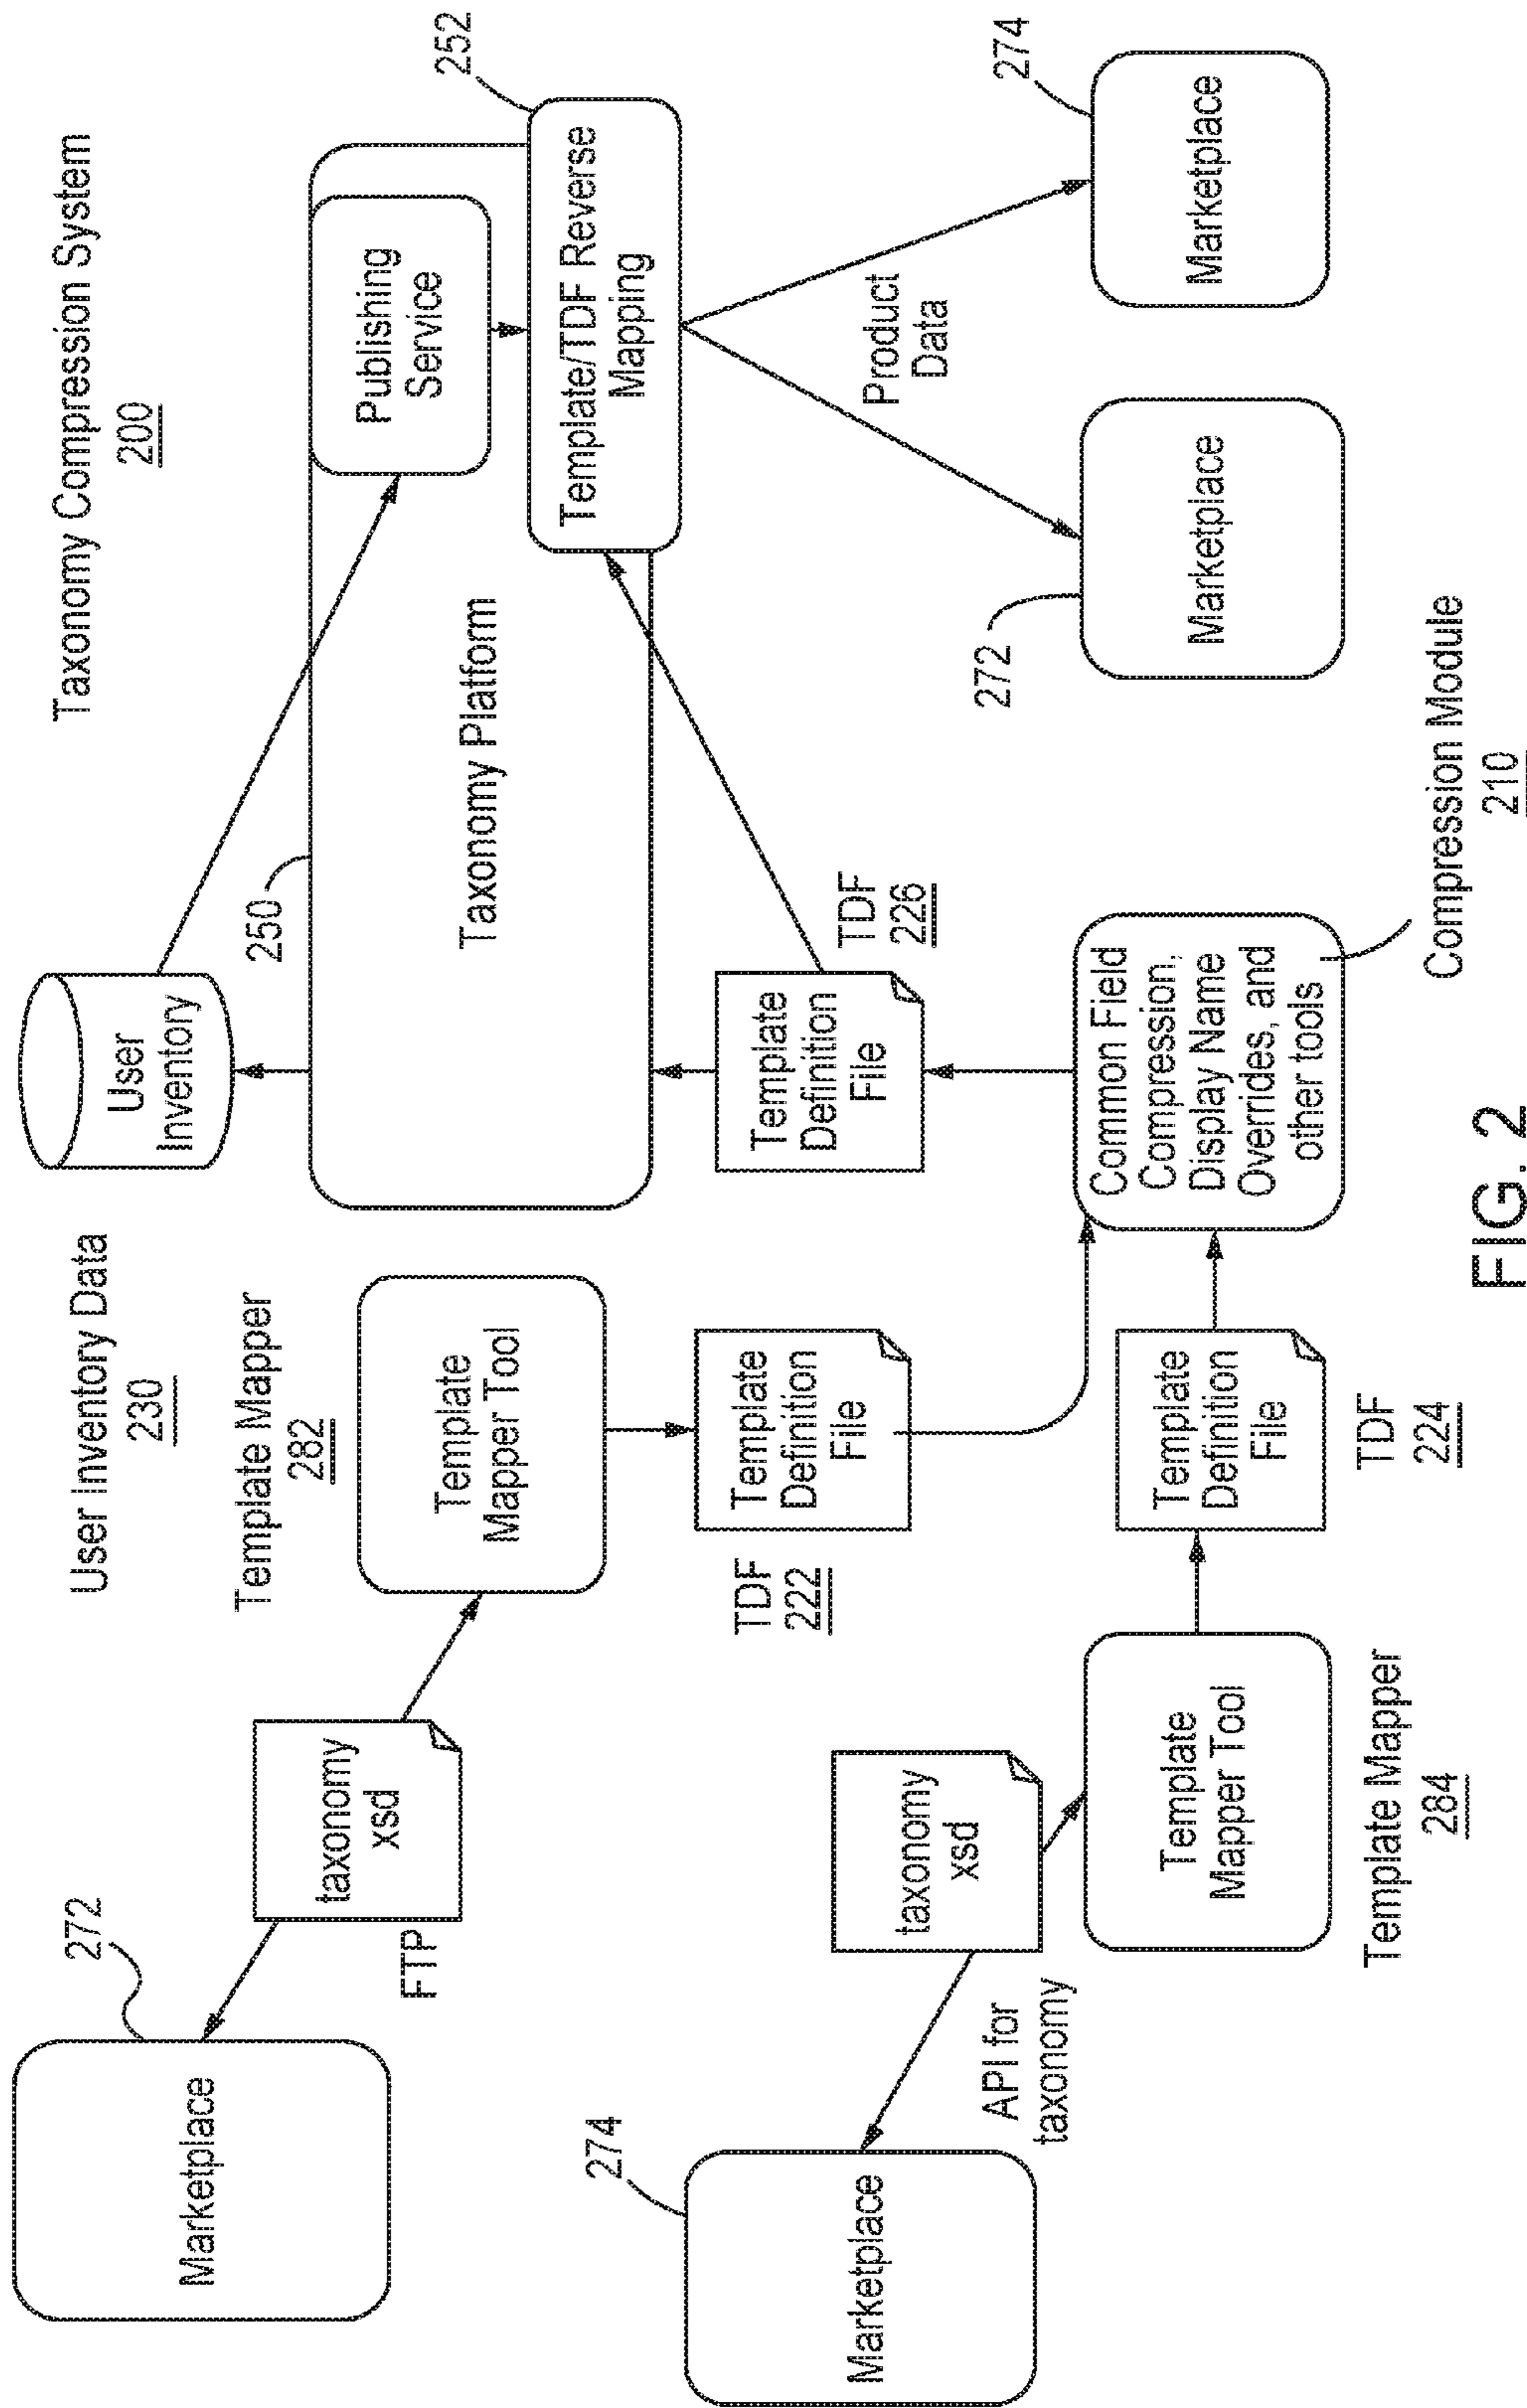 Taxonomy Compression System
200
User Inventory Data
230
User
Inventory
250
Taxonomy Platform
Publishing
Service
252
Template/TDF Reverse
Mapping
Product
Data
272
Marketplace
274
Marketplace
272
Marketplace
FTP
taxonomy
xsd
Template Mapper
282
Template
Mapper Tool
TDF
222
Template
Definition
File
Template
Definition
File
TDF
226
274
Marketplace
API for
taxonomy
taxonomy
xsd
Template
Mapper Tool
Template Mapper
284
Template
Definition
File
TDF
224
Common Field
Compression,
Display Name
Overrides, and
other tools
Compression Module
210
FIG. 2